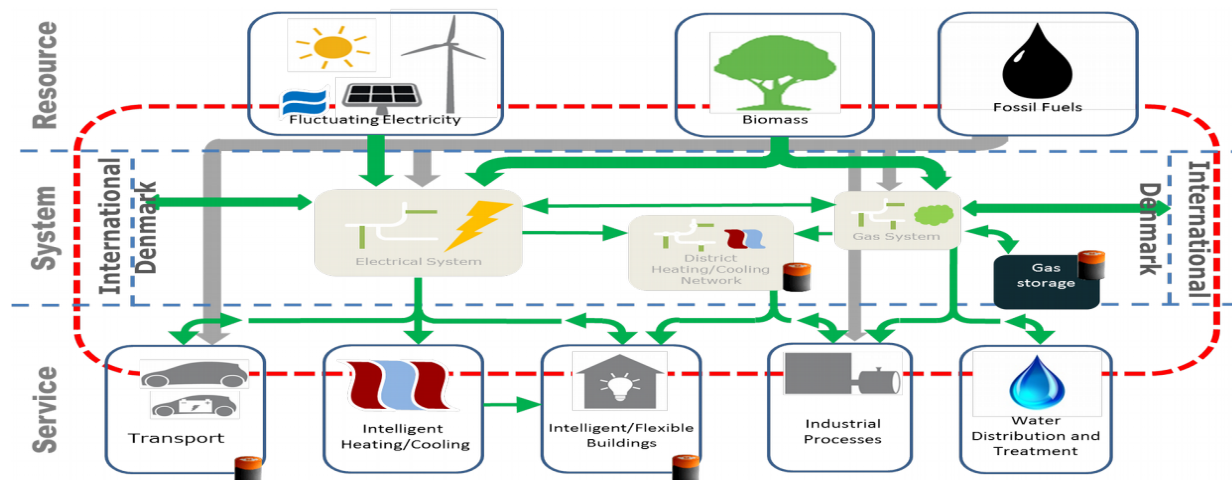 Resource
Fluctuating Electricity
Biomass
Fossil Fuels
System
International
Denmark
Electrical System
District
Heating/Cooling
Network
Gas System
Gas
storage
Denmark
International
Service
Transport
Intelligent
Heating/Cooling
Intelligent/Flexible
Buildings
Industrial
Processes
Water
Distribution and
Treatment